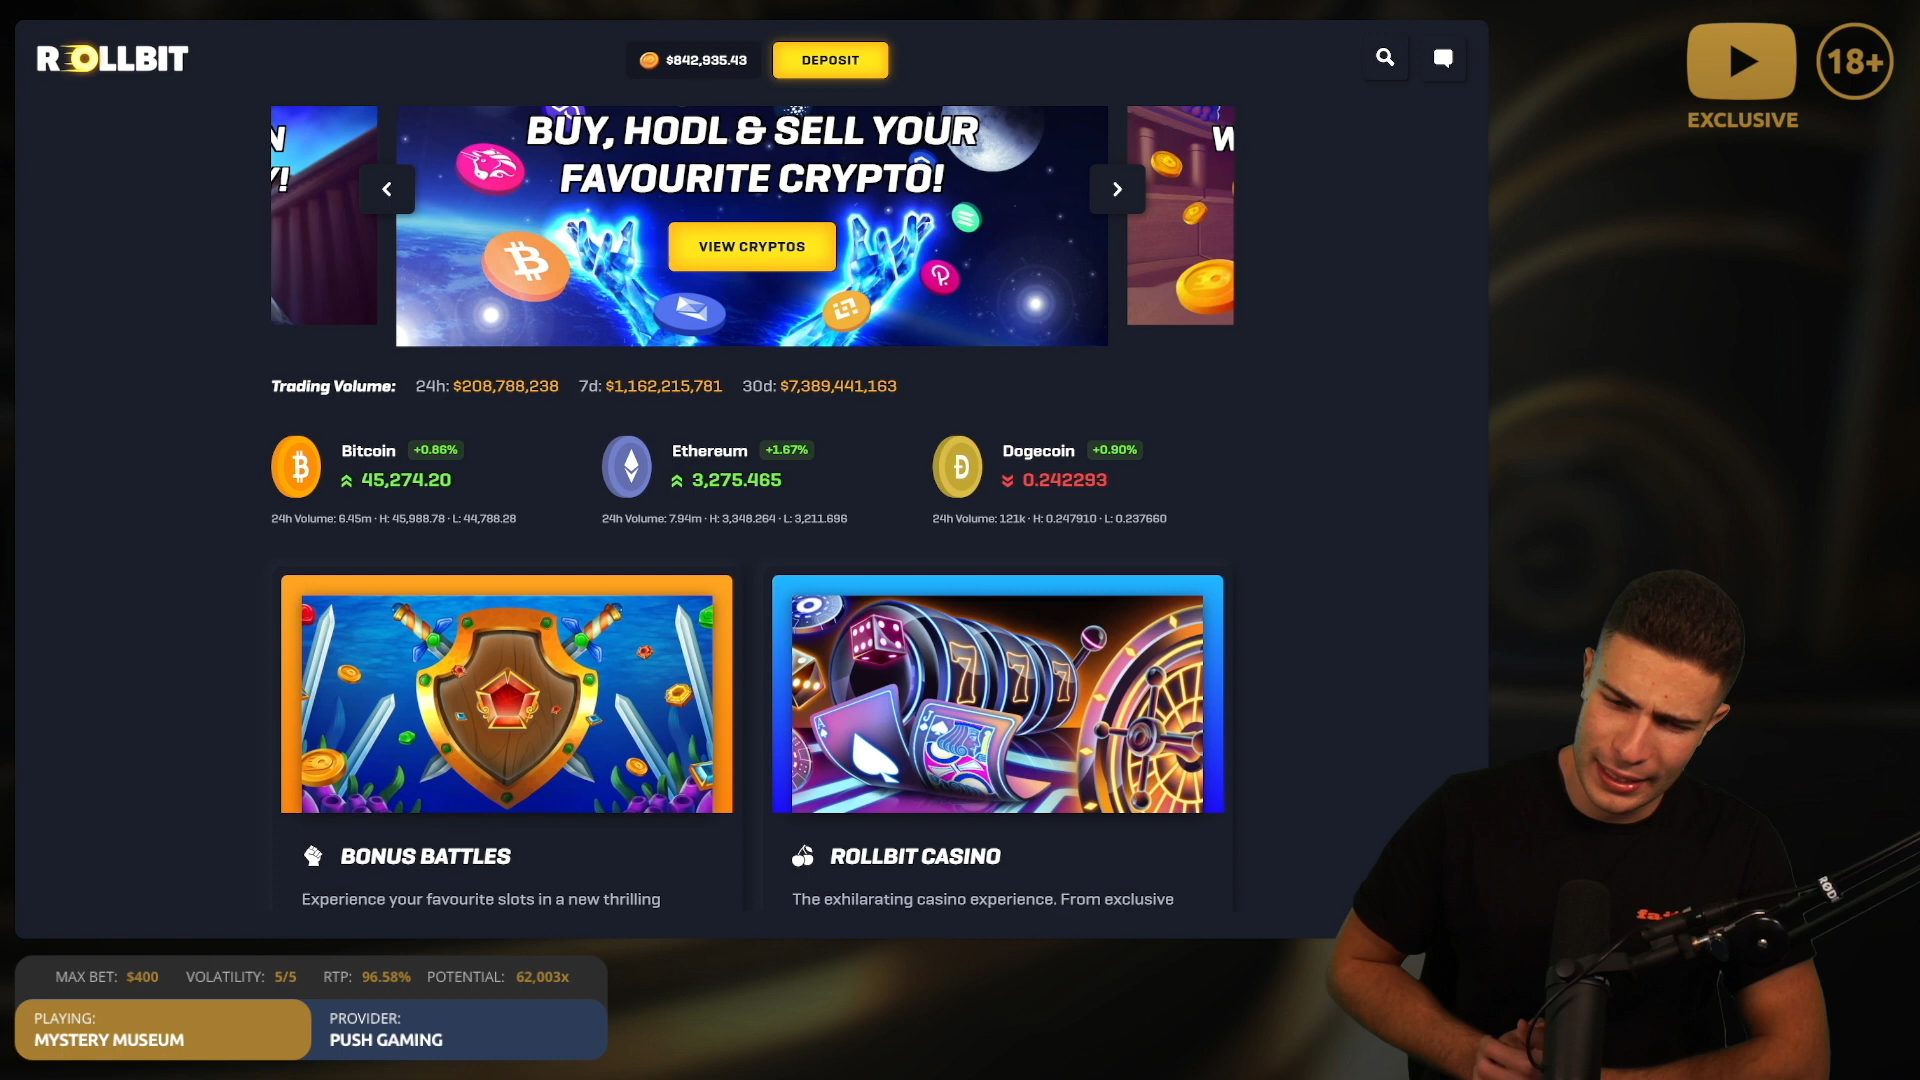 ROLLBIT
$842,935.43
DEPOSIT
EXCLUSIVE
18+
BUY, HODL & SELL YOUR
FAVOURITE CRYPTO!
VIEW CRYPTOS
Trading Volume: 24h: $208,788,238 7d: $1,162,215,781 30d: $7,389,441,163
Bitcoin +0.86%
45,274.20
24h Volume: 6.45m · H: 45,988.78 · L: 44,788.28
Ethereum +1.67%
3,275.465
24h Volume: 7.94m · H: 3,348.264 · L: 3,211.696
Dogecoin +0.90%
0.242293
24h Volume: 121k · H: 0.247910 · L: 0.237660
7 7 7
BONUS BATTLES
Experience your favourite slots in a new thrilling
ROLLBIT CASINO
The exhilarating casino experience. From exclusive
RØDE
MAX BET: $400 VOLATILITY: 5/5 RTP: 96.58% POTENTIAL: 62,003x
PLAYING:
MYSTERY MUSEUM
PROVIDER:
PUSH GAMING